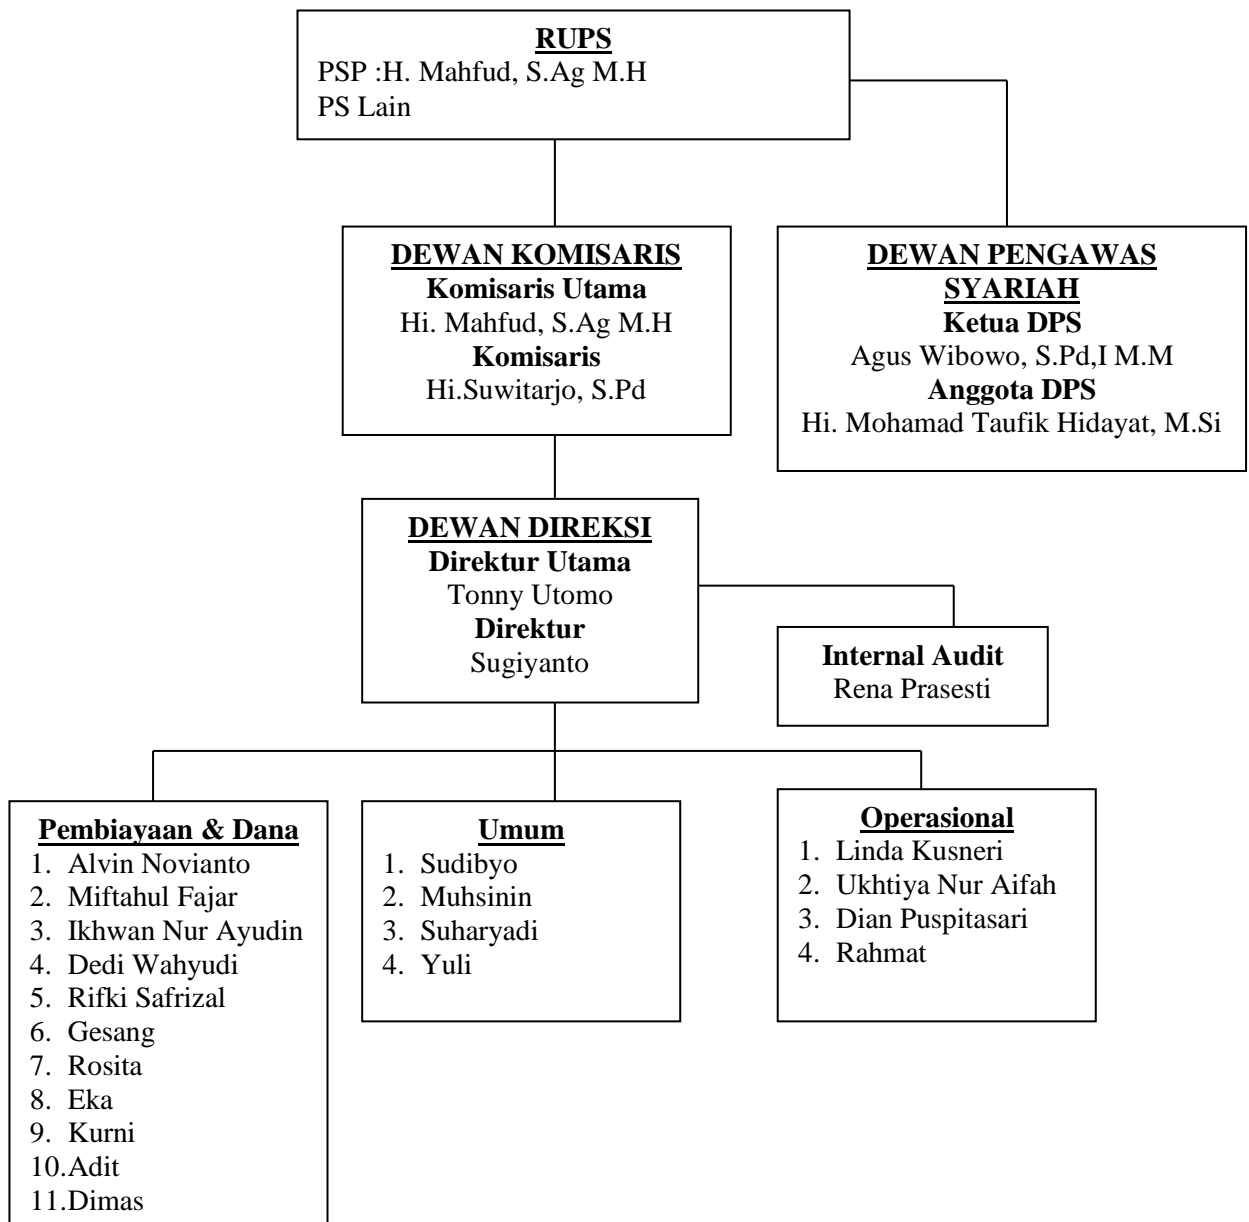 RUPS
PSP :H. Mahfud, S.Ag M.H
PS Lain
DEWAN KOMISARIS
Komisaris Utama
Hi. Mahfud, S.Ag M.H
Komisaris
Hi.Suwitarjo, S.Pd
DEWAN PENGAWAS
SYARIAH
Ketua DPS
Agus Wibowo, S.Pd,I M.M
Anggota DPS
Hi. Mohamad Taufik Hidayat, M.Si
DEWAN DIREKSI
Direktur Utama
Tonny Utomo
Direktur
Sugiyanto
Internal Audit
Rena Prasesti
Pembiayaan & Dana
1. Alvin Novianto
2. Miftahul Fajar
3. Ikhwan Nur Ayudin
4. Dedi Wahyudi
5. Rifki Safrizal
6. Gesang
7. Rosita
8. Eka
9. Kurni
10.Adit
11.Dimas
Umum
1. Sudibyo
2. Muhsinin
3. Suharyadi
4. Yuli
Operasional
1. Linda Kusneri
2. Ukhtiya Nur Aifah
3. Dian Puspitasari
4. Rahmat